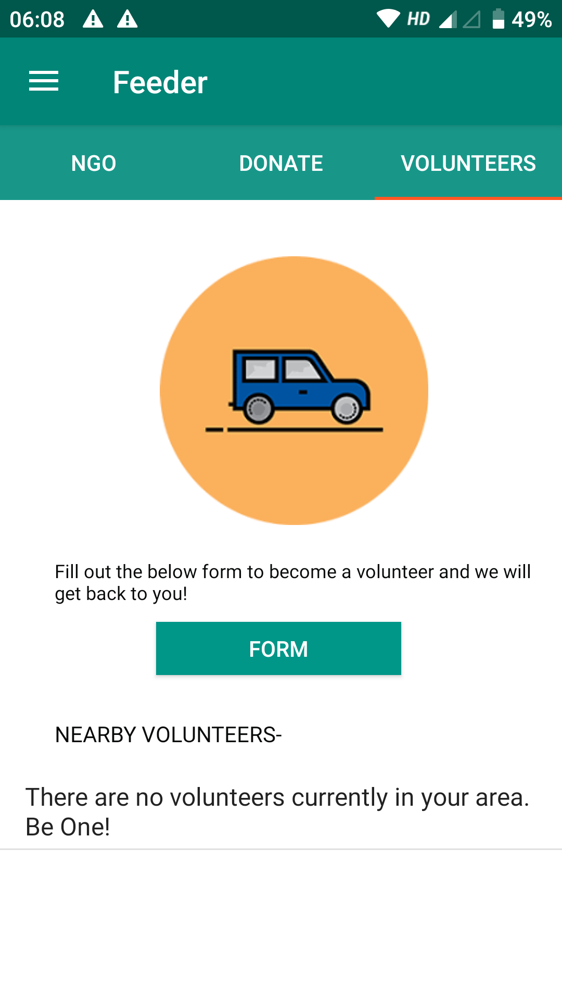 06:08 HD 49%
Feeder
NGO DONATE VOLUNTEERS
Fill out the below form to become a volunteer and we will
get back to you!
FORM
NEARBY VOLUNTEERS-
There are no volunteers currently in your area.
Be One!